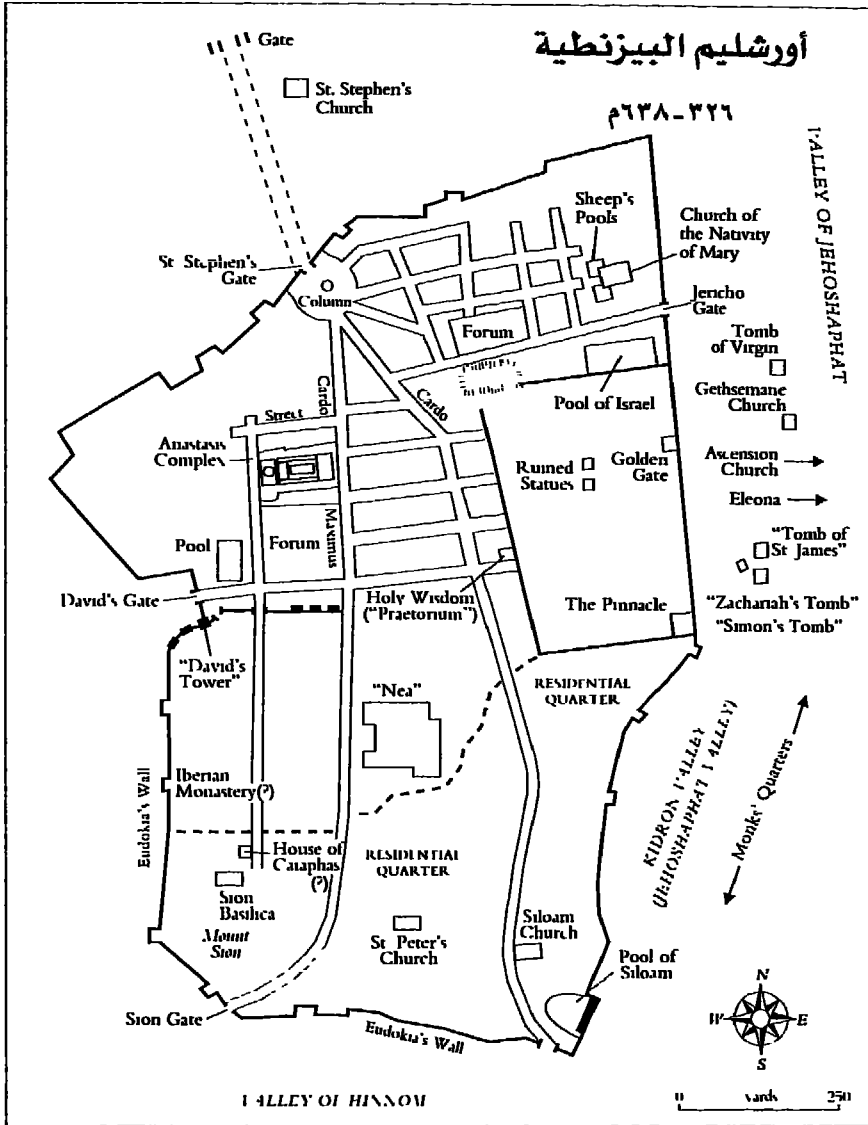 أورشليم البيزنطية
٣٢٦-٦٣٨م
Gate
St. Stephen's
Church
VALLEY OF JEHOSHAPHAT
Sheep's
Pools
Church of
the Nativity
of Mary
St Stephen's
Gate
Column
Jericho
Gate
Forum
Tomb
of Virgin
Cardo
Cardo
Pool of Israel
Gethsemane
Church
Street
Anastasis
Complex
Ruined
Statues
Golden
Gate
Ascension
Church
Eleona
Maximus
Pool
Forum
"Tomb of
St James"
David's Gate
Holy Wisdom
("Praetorium")
The Pinnacle
"Zachariah's Tomb"
"Simon's Tomb"
"David's
Tower"
"Nea"
RESIDENTIAL
QUARTER
KIDRON VALLEY
(JEHOSHAPHAT VALLEY)
Monks' Quarters
Eudokia's Wall
Iberian
Monastery(?)
House of
Caiaphas
(?)
RESIDENTIAL
QUARTER
Sion
Basilica
Mount
Sion
St Peter's
Church
Siloam
Church
Pool of
Siloam
Sion Gate
Eudokia's Wall
N
W
E
S
VALLEY OF HINNOM
0 yards 250